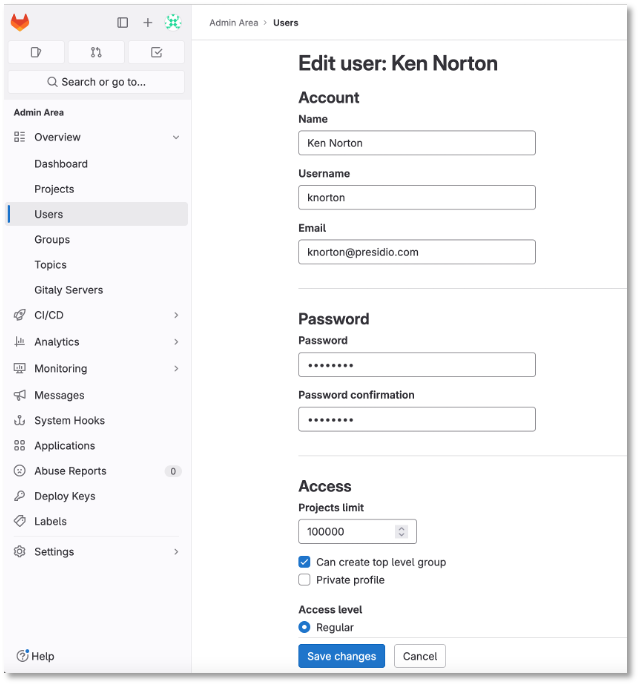 Admin Area > Users
Search or go to...
Admin Area
Overview
Dashboard
Projects
Users
Groups
Topics
Gitaly Servers
CI/CD
Analytics
Monitoring
Messages
System Hooks
Applications
Abuse Reports 0
Deploy Keys
Labels
Settings
Help
Edit user: Ken Norton
Account
Name
Ken Norton
Username
knorton
Email
knorton@presidio.com
Password
Password
••••••••
Password confirmation
••••••••
Access
Projects limit
100000
Can create top level group
Private profile
Access level
Regular
Save changes Cancel